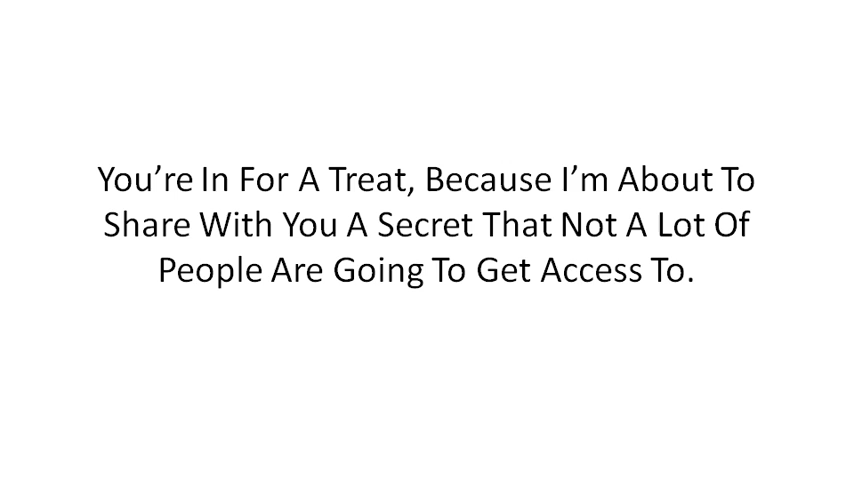 You’re In For A Treat, Because I’m About To
Share With You A Secret That Not A Lot Of
People Are Going To Get Access To.